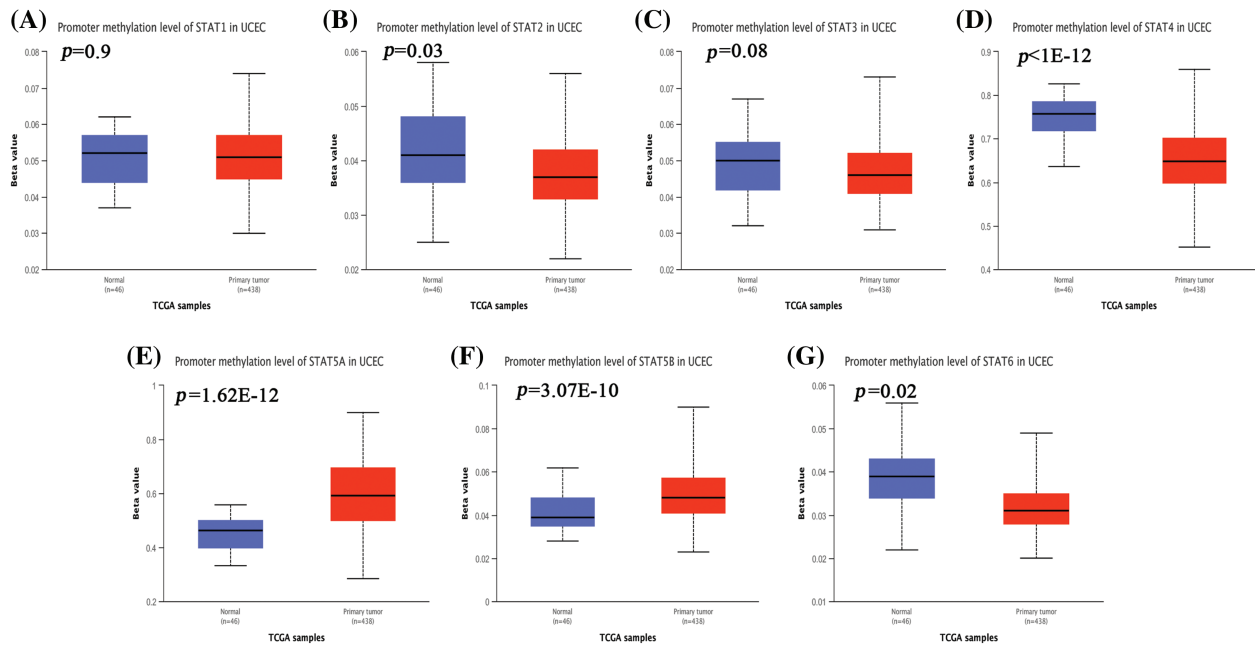 (A)
Promoter methylation level of STAT1 in UCEC
p=0.9
0.08
0.07
0.06
0.05
0.04
0.03
0.02
Beta value
Normal
(n=46)
Primary tumor
(n=438)
TCGA samples
(B)
Promoter methylation level of STAT2 in UCEC
p=0.03
0.06
0.05
0.04
0.03
0.02
Beta value
Normal
(n=46)
Primary tumor
(n=438)
TCGA samples
(C)
Promoter methylation level of STAT3 in UCEC
p=0.08
0.08
0.07
0.06
0.05
0.04
0.03
0.02
Beta value
Normal
(n=46)
Primary tumor
(n=438)
TCGA samples
(D)
Promoter methylation level of STAT4 in UCEC
p<1E-12
0.9
0.8
0.7
0.6
0.5
0.4
Beta value
Normal
(n=46)
Primary tumor
(n=438)
TCGA samples
(E)
Promoter methylation level of STAT5A in UCEC
p=1.62E-12
1
0.8
0.6
0.4
0.2
Beta value
Normal
(n=46)
Primary tumor
(n=438)
TCGA samples
(F)
Promoter methylation level of STAT5B in UCEC
p=3.07E-10
0.1
0.08
0.06
0.04
0.02
0
Beta value
Normal
(n=46)
Primary tumor
(n=438)
TCGA samples
(G)
Promoter methylation level of STAT6 in UCEC
p=0.02
0.06
0.05
0.04
0.03
0.02
0.01
Beta value
Normal
(n=46)
Primary tumor
(n=438)
TCGA samples